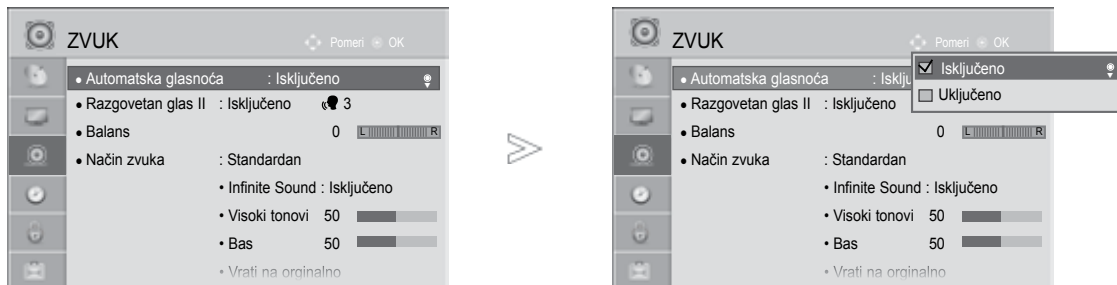 ZVUK
Pomeri OK
• Automatska glasnoća : Isključeno
• Razgovetan glas II : Isključeno 3
• Balans 0 L R
• Način zvuka : Standardan
• Infinite Sound : Isključeno
• Visoki tonovi 50
• Bas 50
• Vrati na orginalno
ZVUK
Pomeri OK
• Automatska glasnoća : Isklju
Isključeno
Uključeno
• Razgovetan glas II : Isključeno
• Balans 0 L R
• Način zvuka : Standardan
• Infinite Sound : Isključeno
• Visoki tonovi 50
• Bas 50
• Vrati na orginalno